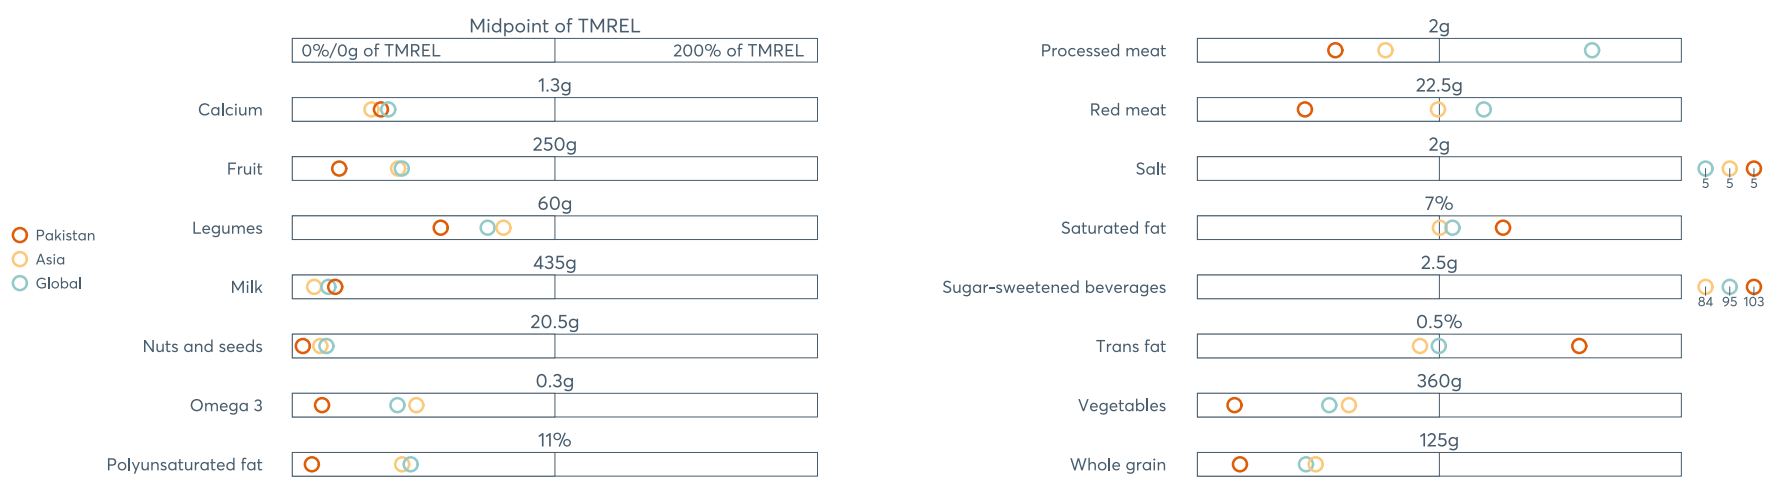 Midpoint of TMREL
0%/0g of TMREL 200% of TMREL
1.3g
Calcium
250g
Fruit
60g
Legumes
435g
Milk
20.5g
Nuts and seeds
0.3g
Omega 3
11%
Polyunsaturated fat
Pakistan
Asia
Global
2g
Processed meat
22.5g
Red meat
2g
Salt
5 5 5
7%
Saturated fat
2.5g
Sugar-sweetened beverages
84 95 103
0.5%
Trans fat
360g
Vegetables
125g
Whole grain